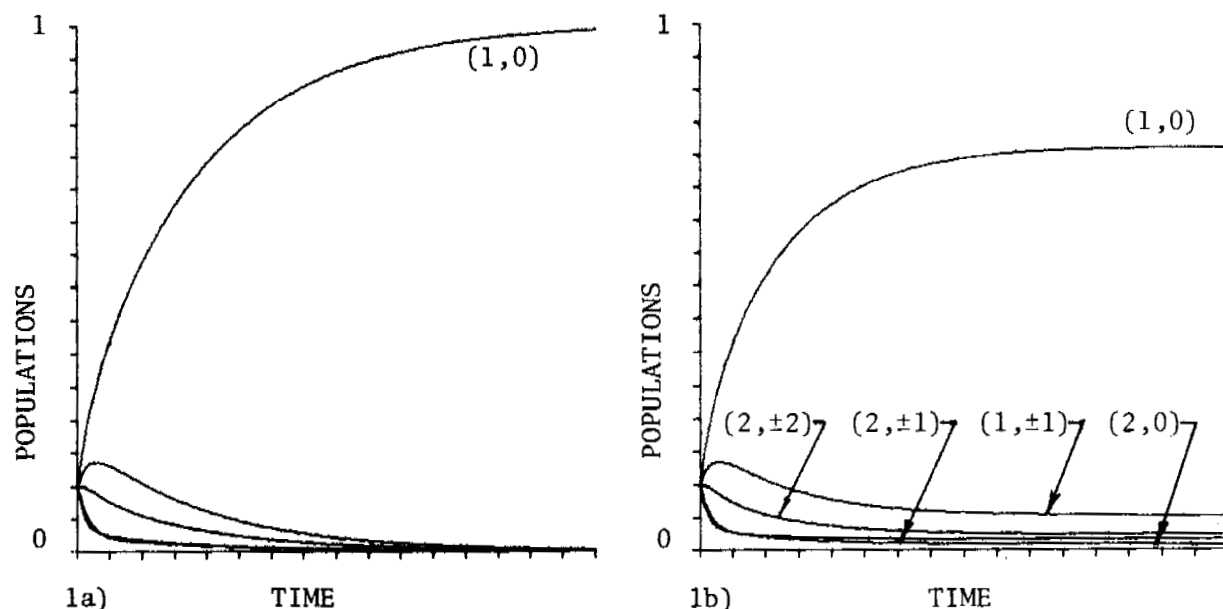 1
(1,0)
POPULATIONS
0
1a)
TIME
1
(1,0)
POPULATIONS
(2,±2)
(2,±1)
(1,±1)
(2,0)
0
1b)
TIME